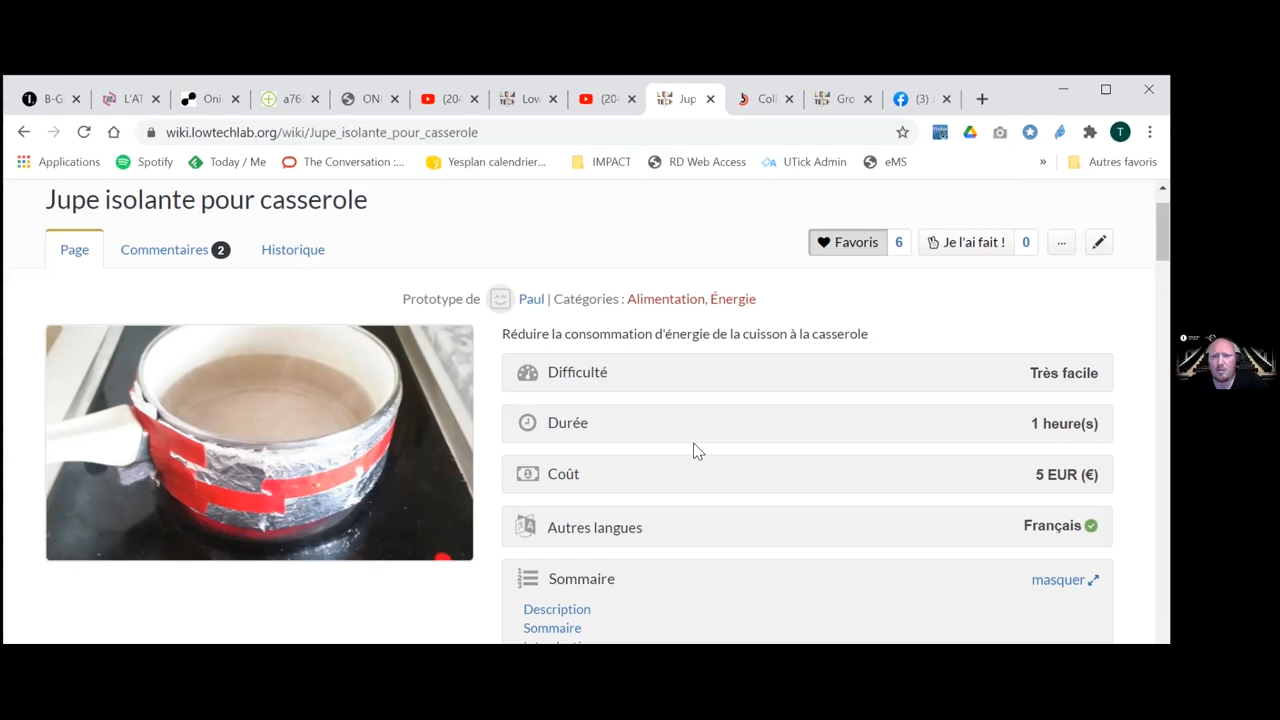 B-G
L'AT
Oni
a76
ONI
(204
Low
(204
Jup
Coll
Gro
(3)
wiki.lowtechlab.org/wiki/Jupe_isolante_pour_casserole
T
Applications
Spotify
Today / Me
The Conversation :...
Yesplan calendrier...
IMPACT
RD Web Access
UTick Admin
eMS
»
Autres favoris
Jupe isolante pour casserole
Page
Commentaires 2
Historique
Favoris 6
Je l'ai fait ! 0
...
Prototype de Paul | Catégories : Alimentation, Énergie
Réduire la consommation d'énergie de la cuisson à la casserole
Difficulté
Très facile
Durée
1 heure(s)
Coût
5 EUR (€)
Autres langues
Français
Sommaire
masquer
Description
Sommaire